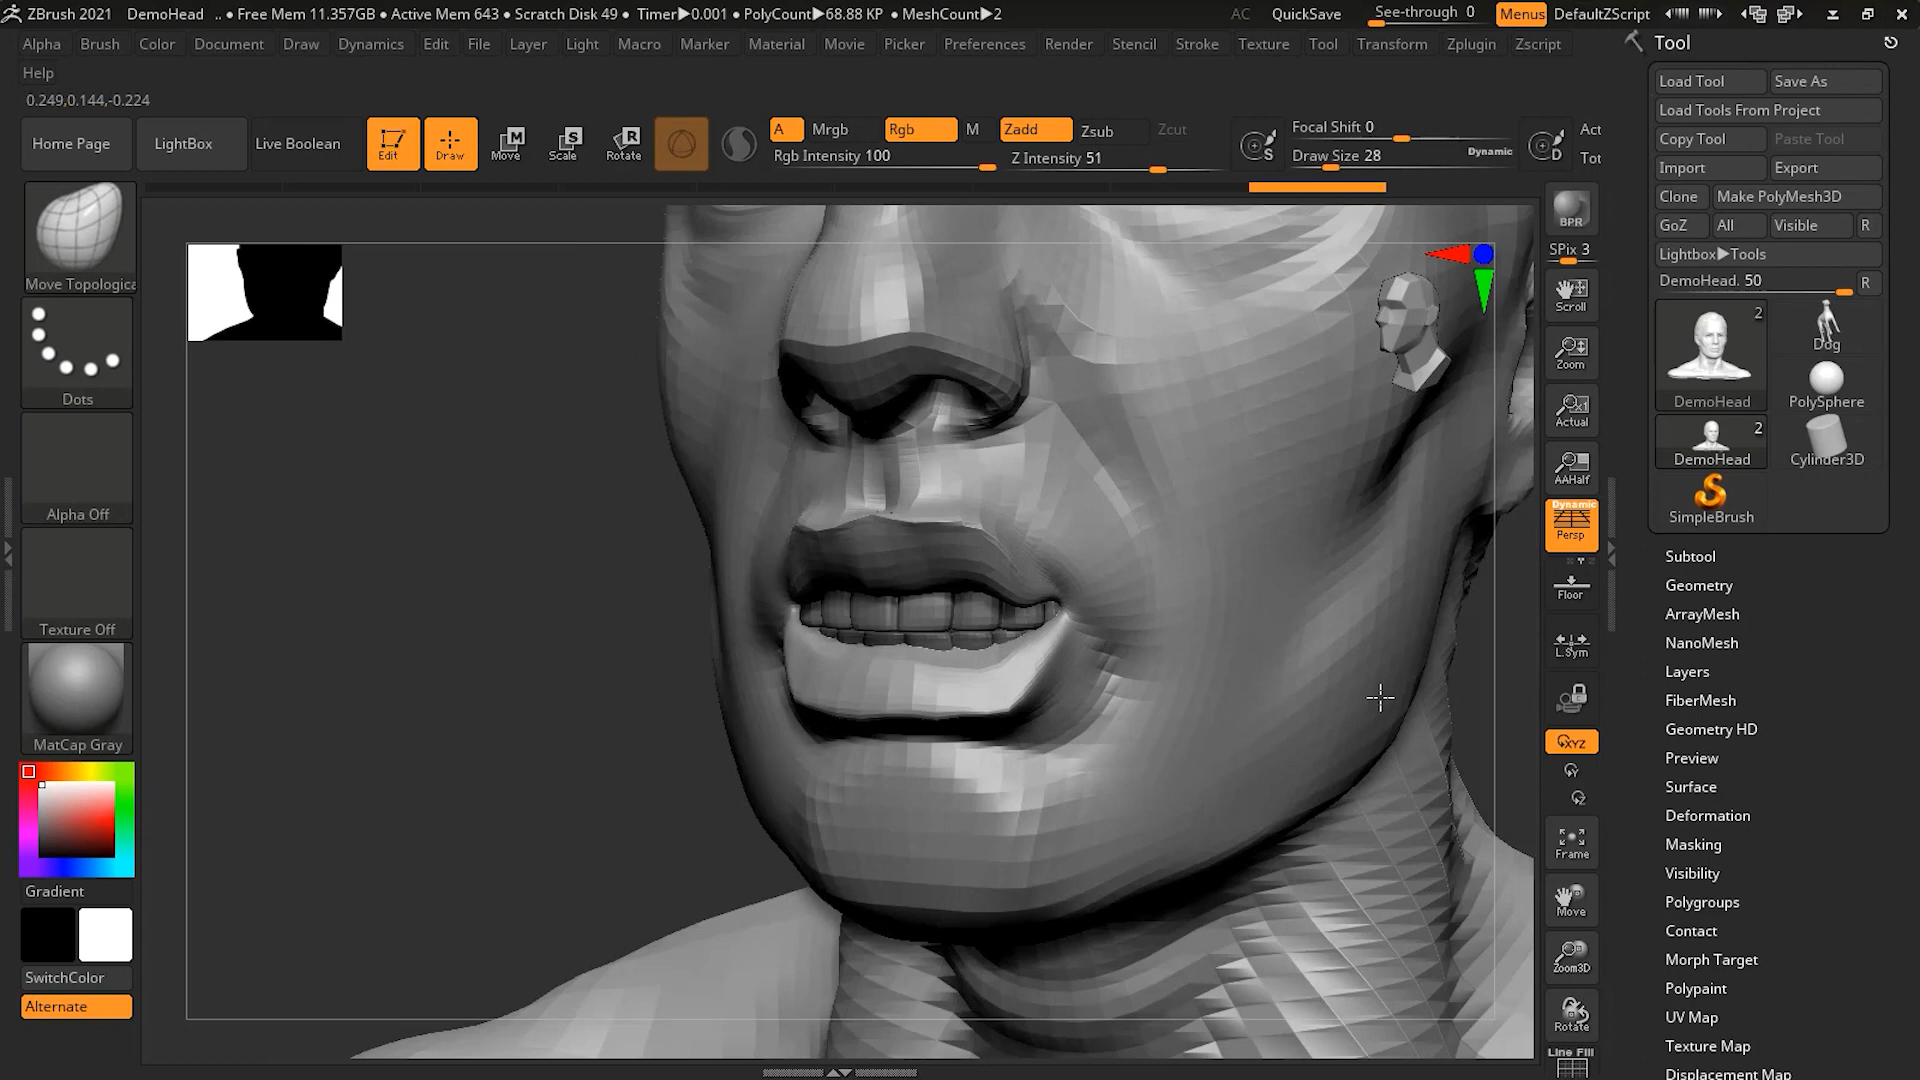 ZBrush 2021 DemoHead .. • Free Mem 11.357GB • Active Mem 643 • Scratch Disk 49 • Timer▶0.001 • PolyCount▶68.88 KP • MeshCount▶2 AC QuickSave See-through 0 Menus DefaultZScript
Alpha Brush Color Document Draw Dynamics Edit File Layer Light Macro Marker Material Movie Picker Preferences Render Stencil Stroke Texture Tool Transform Zplugin Zscript
Help
0.249,0.144,-0.224
Home Page LightBox Live Boolean Edit Draw Move Scale Rotate
M S R
A Mrgb Rgb M Zadd Zsub Zcut
Rgb Intensity 100 Z Intensity 51
S Focal Shift 0
Draw Size 28 Dynamic
D Act
Tot
Move Topologica
Dots
Alpha Off
Texture Off
MatCap Gray
Gradient
SwitchColor
Alternate
BPR
SPix 3
Scroll
Zoom
Actual
AAHalf
Dynamic
Persp
Floor
L.Sym
XYZ
Y
Z
Frame
Move
Zoom3D
Rotate
Line Fill
Tool
Load Tool Save As
Load Tools From Project
Copy Tool Paste Tool
Import Export
Clone Make PolyMesh3D
GoZ All Visible R
Lightbox▶Tools
DemoHead. 50 R
2
DemoHead Dog
PolySphere
2
DemoHead Cylinder3D
SimpleBrush
Subtool
Geometry
ArrayMesh
NanoMesh
Layers
FiberMesh
Geometry HD
Preview
Surface
Deformation
Masking
Visibility
Polygroups
Contact
Morph Target
Polypaint
UV Map
Texture Map
Displacement Map